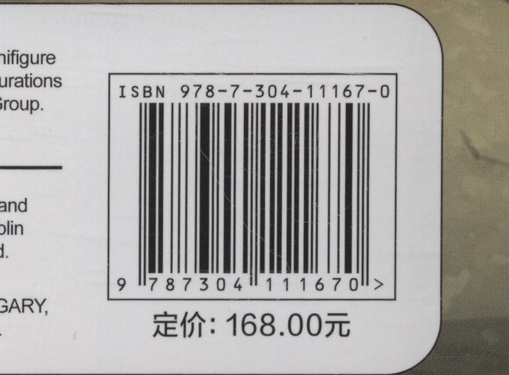 nifigure
urations
Group.
and
olin
d.
GARY,
ISBN 978-7-304-11167-0
9 787304 111670 >
定价: 168.00元